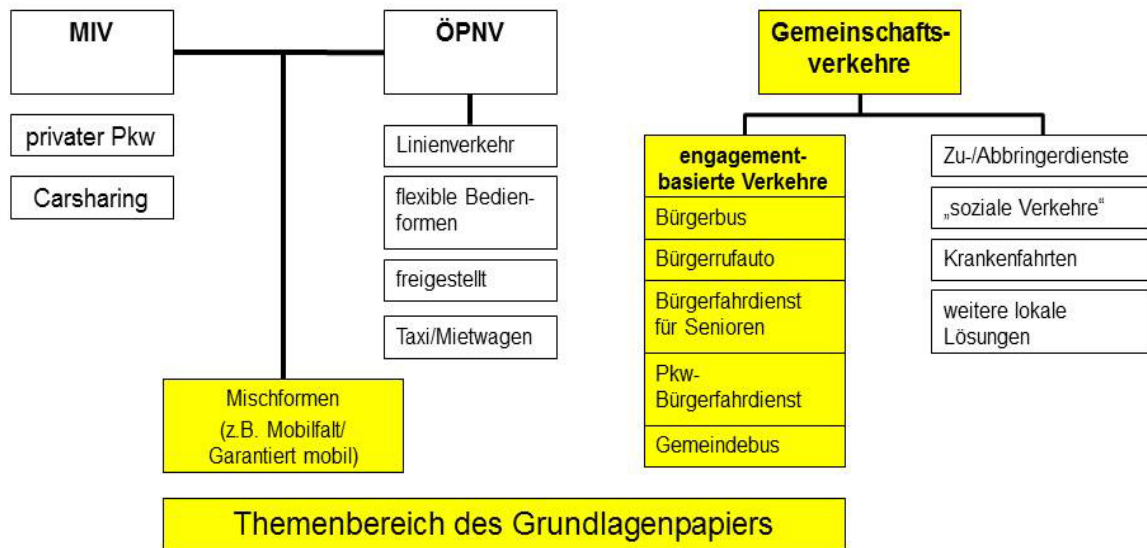 MIV
privater Pkw
Carsharing
ÖPNV
Linienverkehr
flexible Bedien-
formen
freigestellt
Taxi/Mietwagen
Mischformen
(z.B. Mobilfalt/
Garantiert mobil)
Gemeinschafts-
verkehre
engagement-
basierte Verkehre
Bürgerbus
Bürgerrufauto
Bürgerfahrdienst
für Senioren
Pkw-
Bürgerfahrdienst
Gemeindebus
Zu-/Abbringerdienste
„soziale Verkehre“
Krankenfahrten
weitere lokale
Lösungen
Themenbereich des Grundlagenpapiers